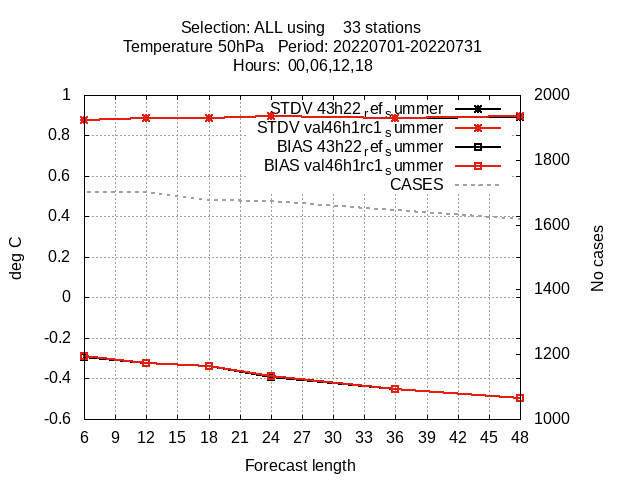 Selection: ALL using    33 stations
Temperature 50hPa   Period: 20220701-20220731
Hours:  00,06,12,18
1
0.8
0.6
0.4
0.2
0
-0.2
-0.4
-0.6
deg C
STDV 43h22_ref_summer
STDV val46h1rc1_summer
BIAS 43h22_ref_summer
BIAS val46h1rc1_summer
CASES
2000
1800
1600
1400
1200
1000
No cases
6 9 12 15 18 21 24 27 30 33 36 39 42 45 48
Forecast length